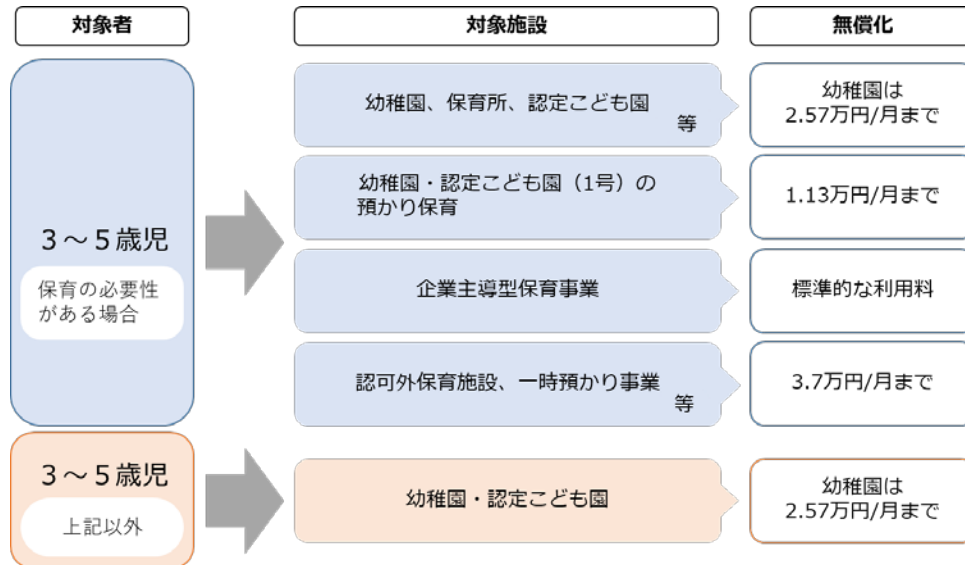 対象者
対象施設
無償化
3～5歳児
保育の必要性
がある場合
幼稚園、保育所、認定こども園
等
幼稚園は
2.57万円/月まで
幼稚園・認定こども園（1号）の
預かり保育
1.13万円/月まで
企業主導型保育事業
標準的な利用料
認可外保育施設、一時預かり事業
等
3.7万円/月まで
3～5歳児
上記以外
幼稚園・認定こども園
幼稚園は
2.57万円/月まで